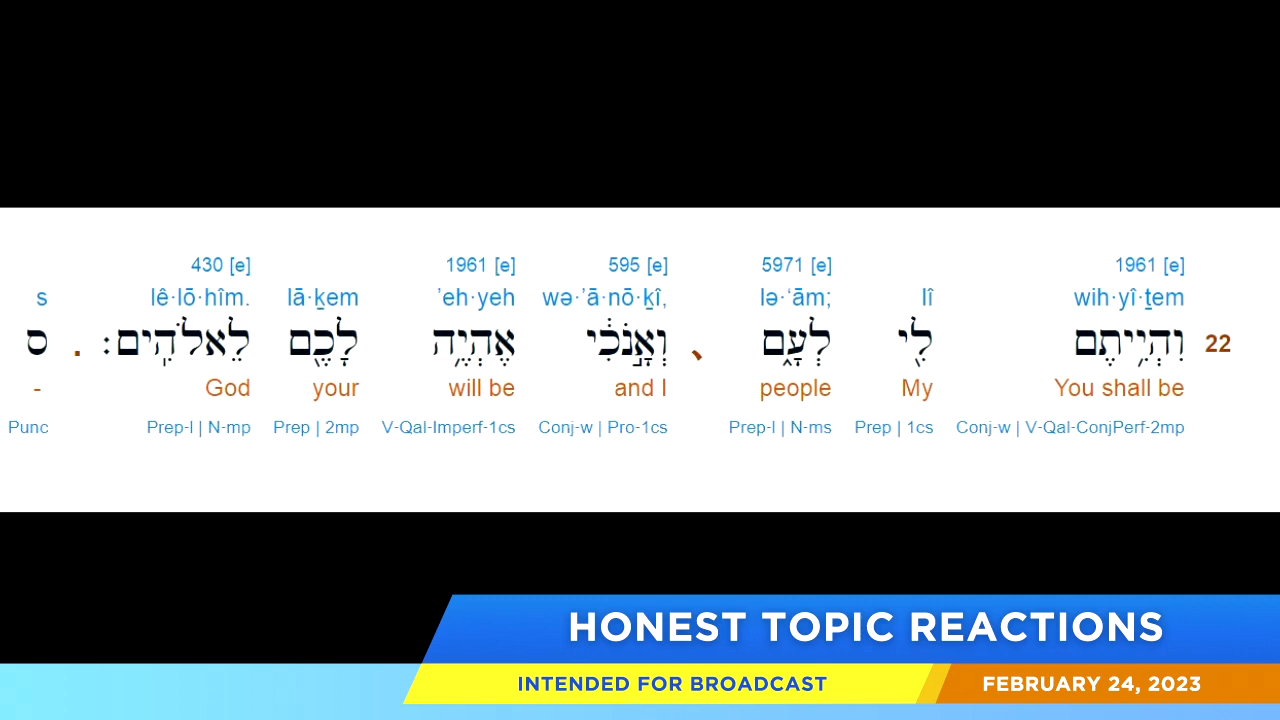 430 [e] 1961 [e] 595 [e] 5971 [e] 1961 [e]
s lê·lō·hîm. lā·ḵem ’eh·yeh wə·’ā·nō·ḵî, lə·‘ām; lî wih·yî·ṯem
22 וִהְיִ֥יתֶם לִ֖י לְעָ֑ם 、 וְאָ֣נֹכִ֔י אֶהְיֶ֥ה לָכֶ֖ם לֵאלֹהִֽים׃ . ס
- God your will be and I people My You shall be
Punc Prep-l | N-mp Prep | 2mp V-Qal-Imperf-1cs Conj-w | Pro-1cs Prep-l | N-ms Prep | 1cs Conj-w | V-Qal-ConjPerf-2mp
HONEST TOPIC REACTIONS
INTENDED FOR BROADCAST
FEBRUARY 24, 2023